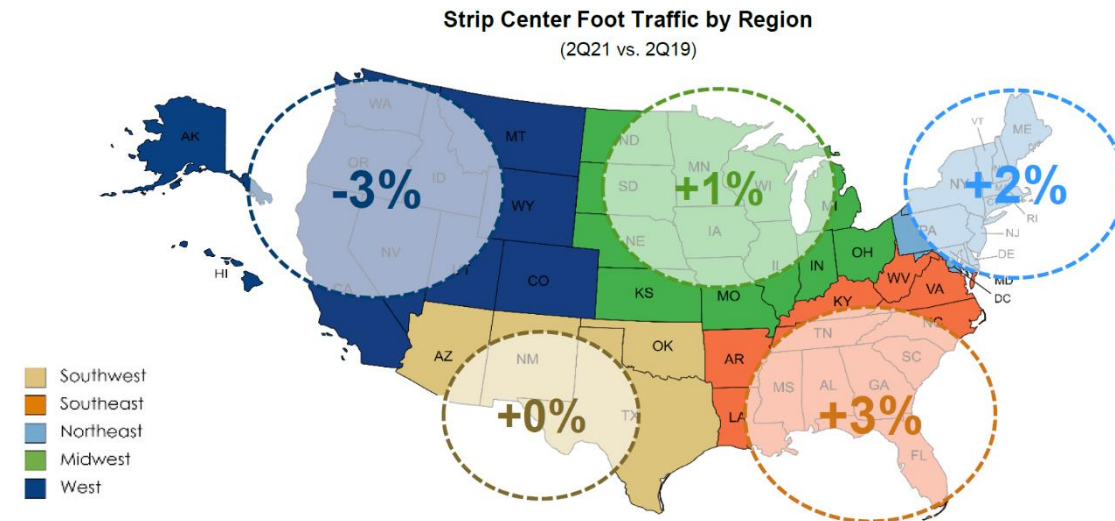 Strip Center Foot Traffic by Region
(2Q21 vs. 2Q19)
AK
WA
MT
ND
MN
VT
ME
OR
ID
-3%
SD
+1%
WI
MI
NY
+2%
WY
IA
PA
RI
NE
NJ
NV
UT
CO
IL
IN
OH
DE
HI
CA
KS
MO
WV
VA
MD
DC
KY
AZ
NM
OK
AR
TN
NC
SC
+0%
TX
LA
MS
AL
GA
+3%
FL
Southwest
Southeast
Northeast
Midwest
West